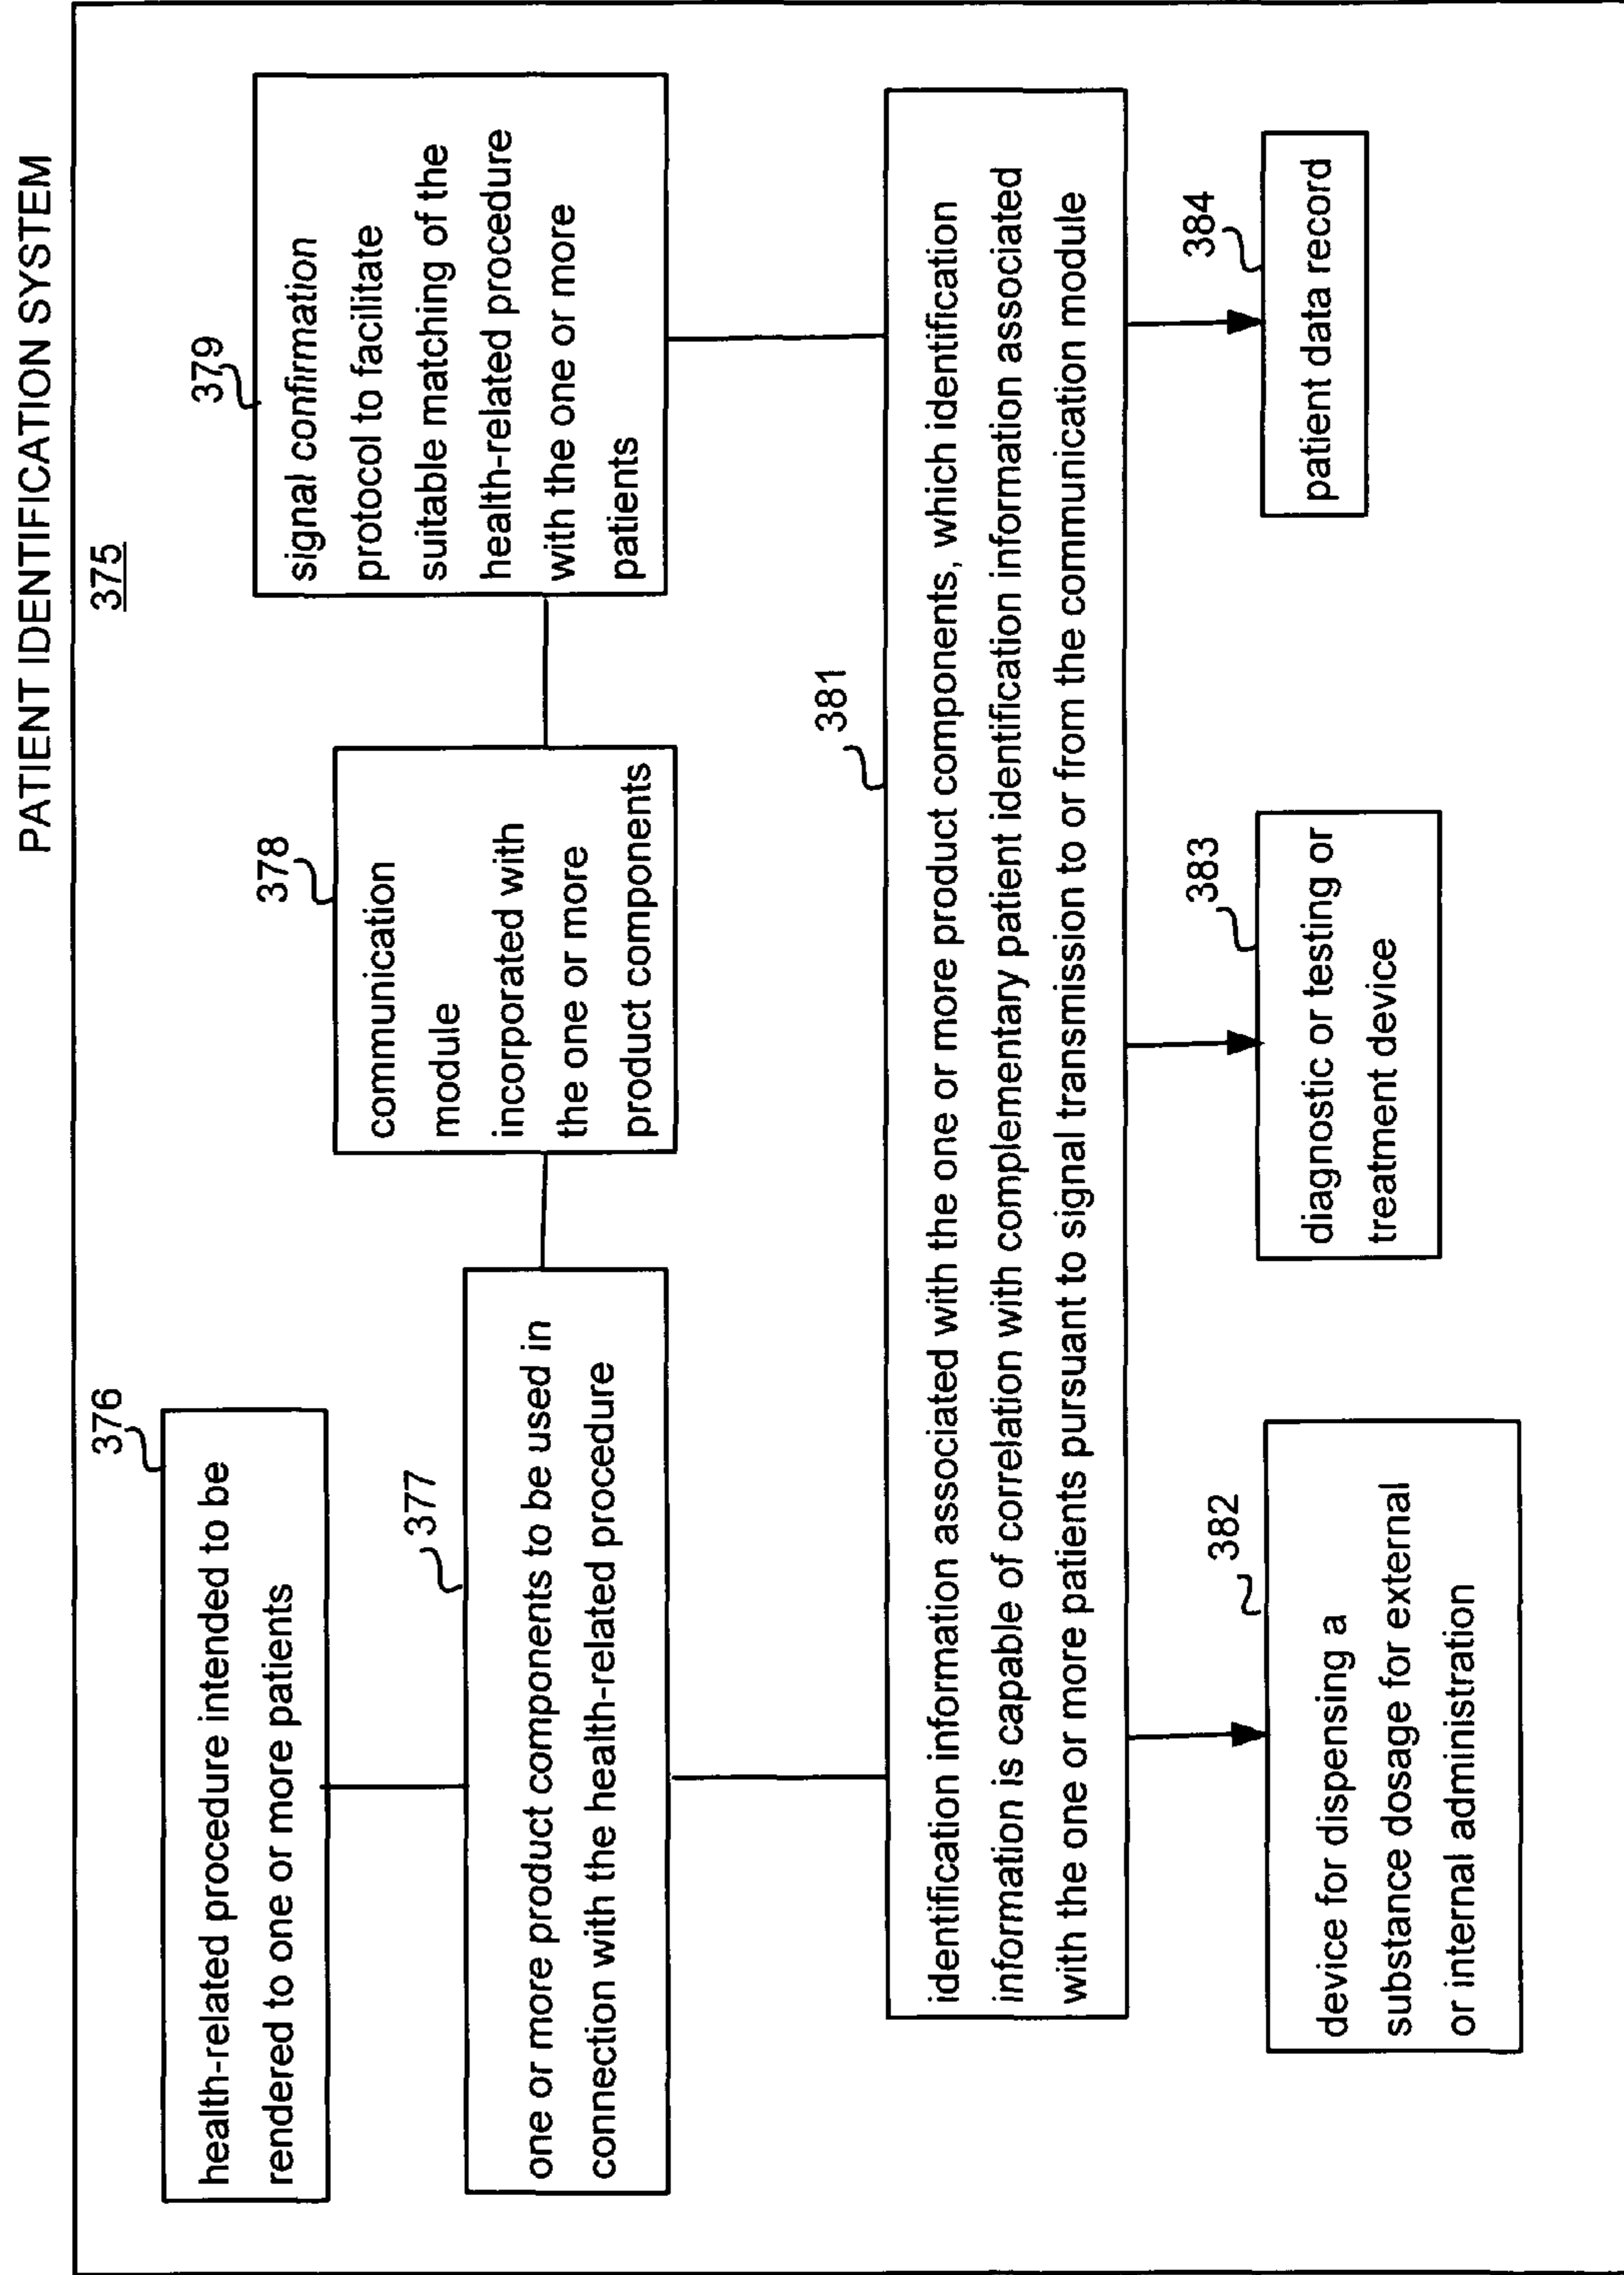 PATIENT IDENTIFICATION SYSTEM
375
376
health-related procedure intended to be
rendered to one or more patients
377
one or more product components to be used in
connection with the health-related procedure
378
communication
module
incorporated with
the one or more
product components
379
signal confirmation
protocol to facilitate
suitable matching of the
health-related procedure
with the one or more
patients
381
identification information associated with the one or more product components, which identification
information is capable of correlation with complementary patient identification information associated
with the one or more patients pursuant to signal transmission to or from the communication module
382
device for dispensing a
substance dosage for external
or internal administration
383
diagnostic or testing or
treatment device
384
patient data record